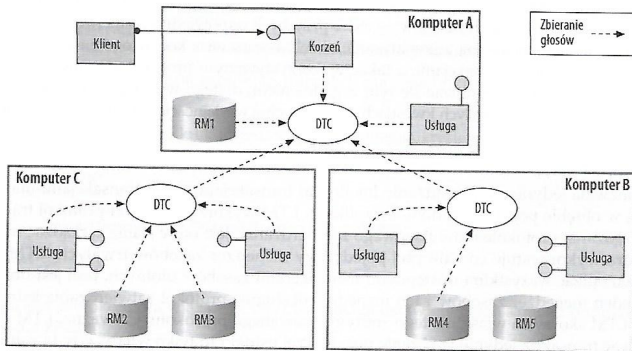 Komputer A
Klient
Korzeń
Zbieranie
głosów
RM1
DTC
Usługa
Komputer C
DTC
Usługa
Usługa
RM2
RM3
Komputer B
DTC
Usługa
Usługa
RM4
RM5